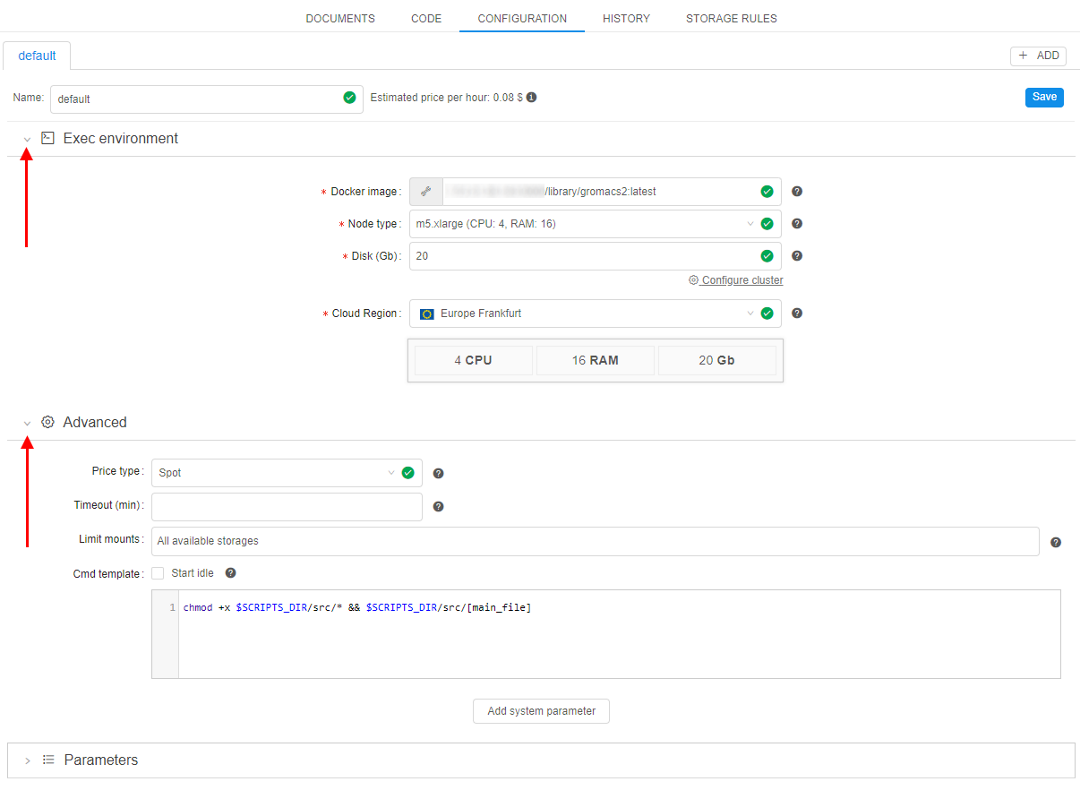 DOCUMENTS CODE CONFIGURATION HISTORY STORAGE RULES
default
+ ADD
Name: default Estimated price per hour: 0.08 $
Save
Exec environment
* Docker image: /library/gromacs2:latest
* Node type: m5.xlarge (CPU: 4, RAM: 16)
* Disk (Gb): 20
Configure cluster
* Cloud Region: Europe Frankfurt
4 CPU 16 RAM 20 Gb
Advanced
Price type: Spot
Timeout (min):
Limit mounts: All available storages
Cmd template: Start idle
1 chmod +x $SCRIPTS_DIR/src/* && $SCRIPTS_DIR/src/[main_file]
Add system parameter
Parameters